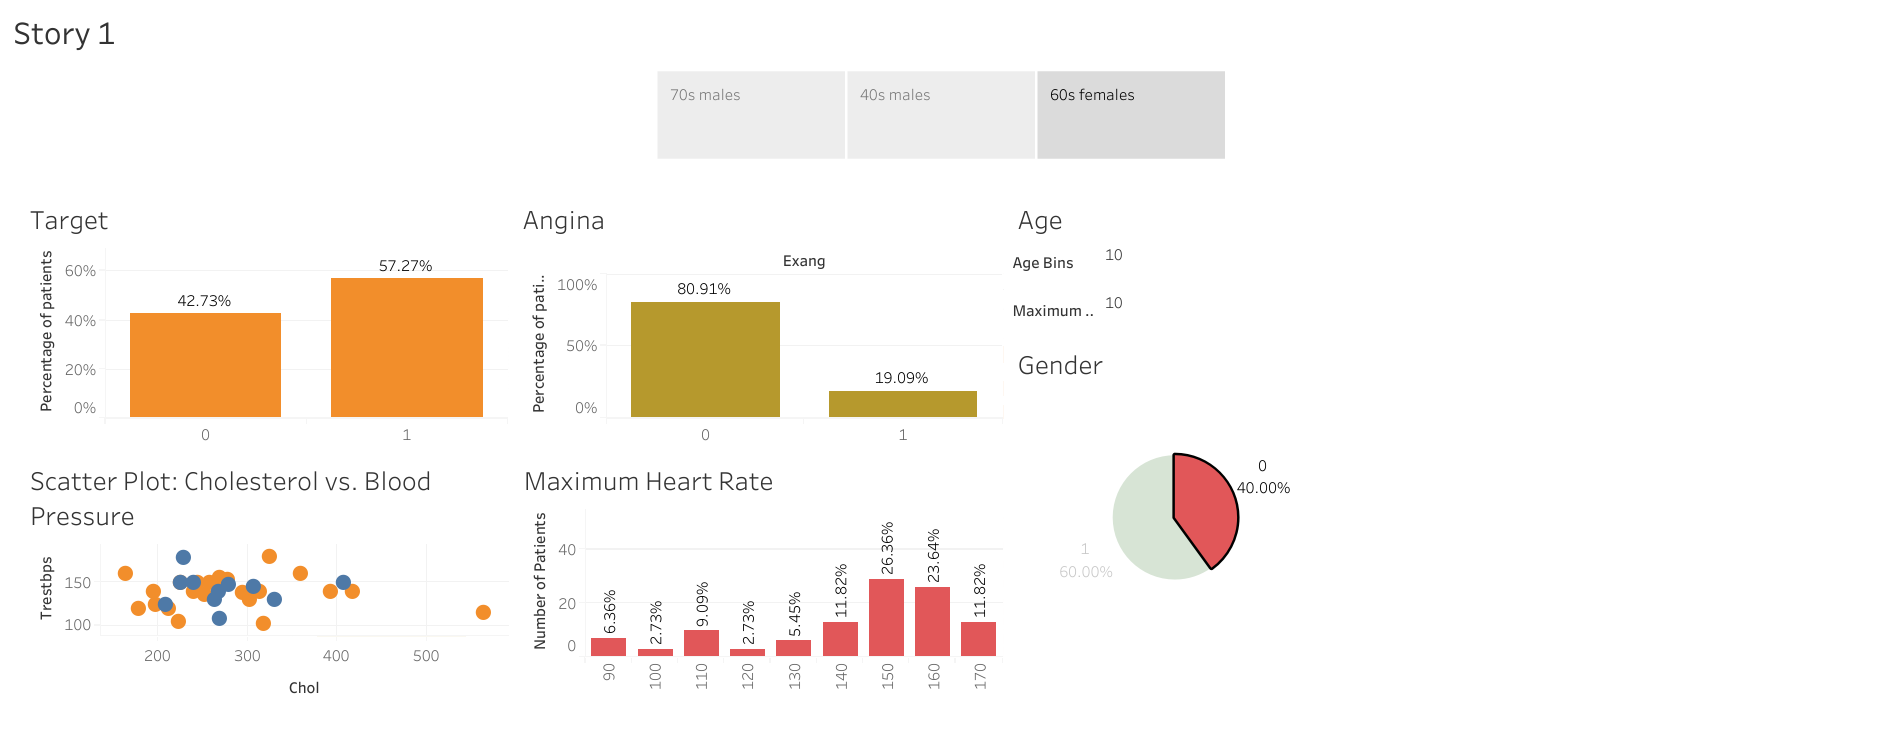 Story 1
70s males
40s males
60s females
Target
Percentage of patients
60%
40%
20%
0%
42.73%
57.27%
0
1
Angina
Exang
Percentage of pati..
100%
50%
0%
80.91%
19.09%
0
1
Age
Age Bins
10
Maximum ..
10
Gender
0
40.00%
1
60.00%
Scatter Plot: Cholesterol vs. Blood
Pressure
Trestbps
150
100
200
300
400
500
Chol
Maximum Heart Rate
Number of Patients
40
20
0
6.36%
2.73%
9.09%
2.73%
5.45%
11.82%
26.36%
23.64%
11.82%
90
100
110
120
130
140
150
160
170